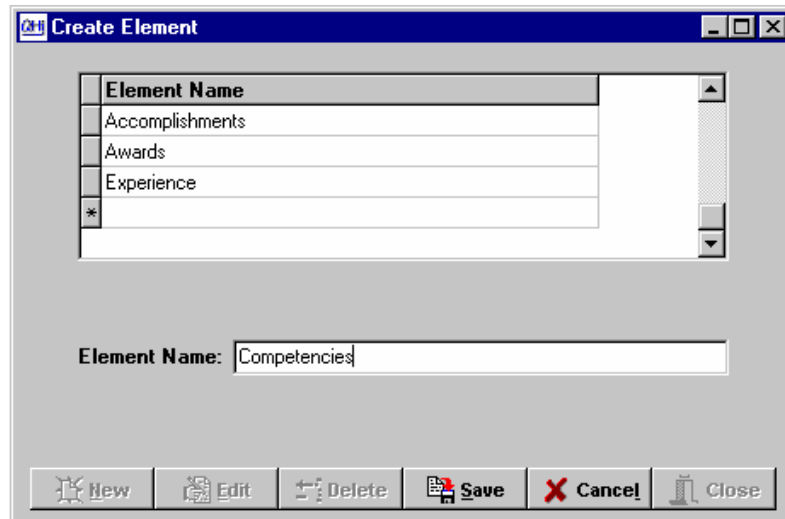 Create Element
Element Name
Accomplishments
Awards
Experience
*
Element Name: Competencies
New Edit Delete Save Cancel Close